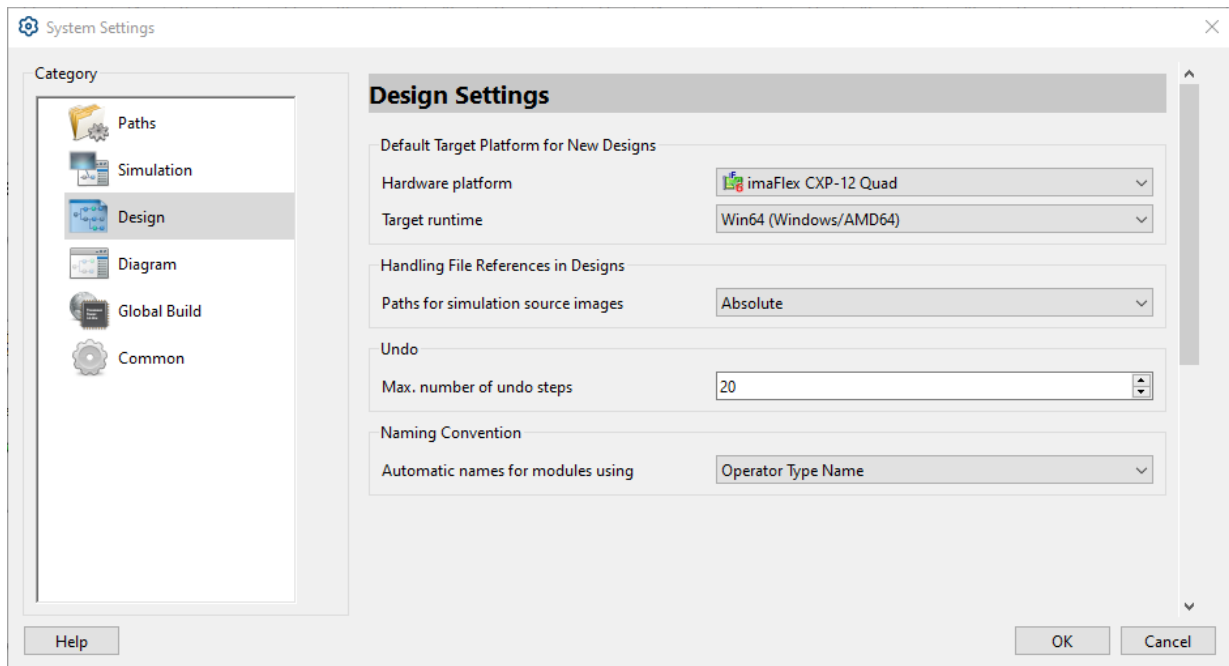 System Settings
Category
Paths
Simulation
Design
Diagram
Global Build
Common
Design Settings
Default Target Platform for New Designs
Hardware platform
imaFlex CXP-12 Quad
Target runtime
Win64 (Windows/AMD64)
Handling File References in Designs
Paths for simulation source images
Absolute
Undo
Max. number of undo steps
20
Naming Convention
Automatic names for modules using
Operator Type Name
Help
OK
Cancel